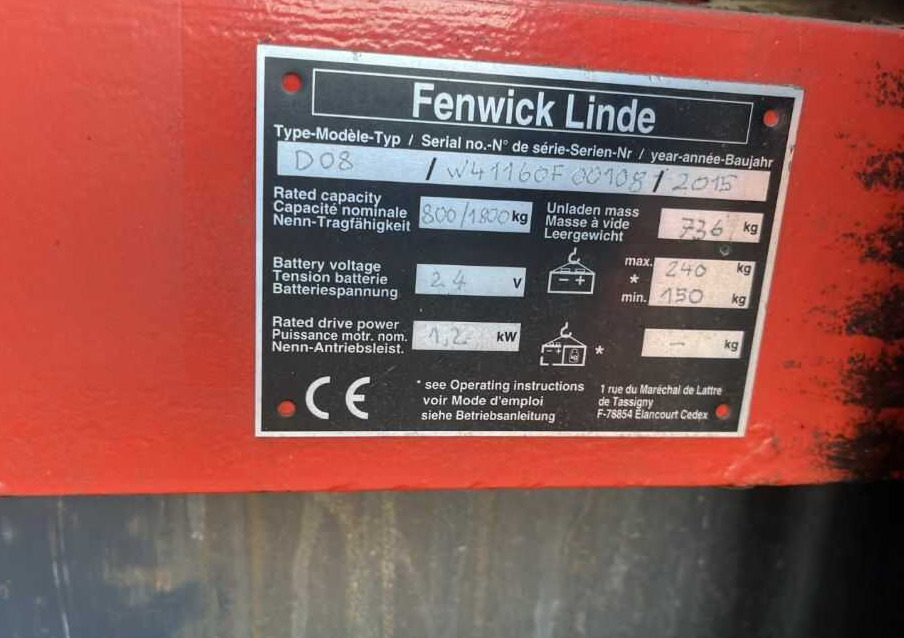 Fenwick Linde
Type-Modèle-Typ / Serial no.-N° de série-Serien-Nr / year-année-Baujahr
D08 / W41160F00108 / 2015
Rated capacity
Capacité nominale
Nenn-Tragfähigkeit
800/1800 kg
Unladen mass
Masse à vide
Leergewicht
736 kg
Battery voltage
Tension batterie
Batteriespannung
24 V
- +
max. 240 kg
*
min. 150 kg
Rated drive power
Puissance motr. nom.
Nenn-Antriebsleist.
1,2 kW
- +
kg
*
- kg
CE
* see Operating instructions
voir Mode d'emploi
siehe Betriebsanleitung
1 rue du Maréchal de Lattre
de Tassigny
F-78854 Élancourt Cedex